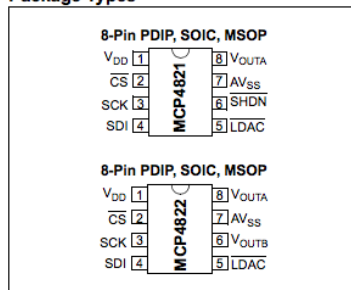 Package Types
8-Pin PDIP, SOIC, MSOP
VDD 1 8 VOUTA
CS 2 7 AVSS
SCK 3 6 SHDN
SDI 4 5 LDAC
MCP4821
8-Pin PDIP, SOIC, MSOP
VDD 1 8 VOUTA
CS 2 7 AVSS
SCK 3 6 VOUTB
SDI 4 5 LDAC
MCP4822